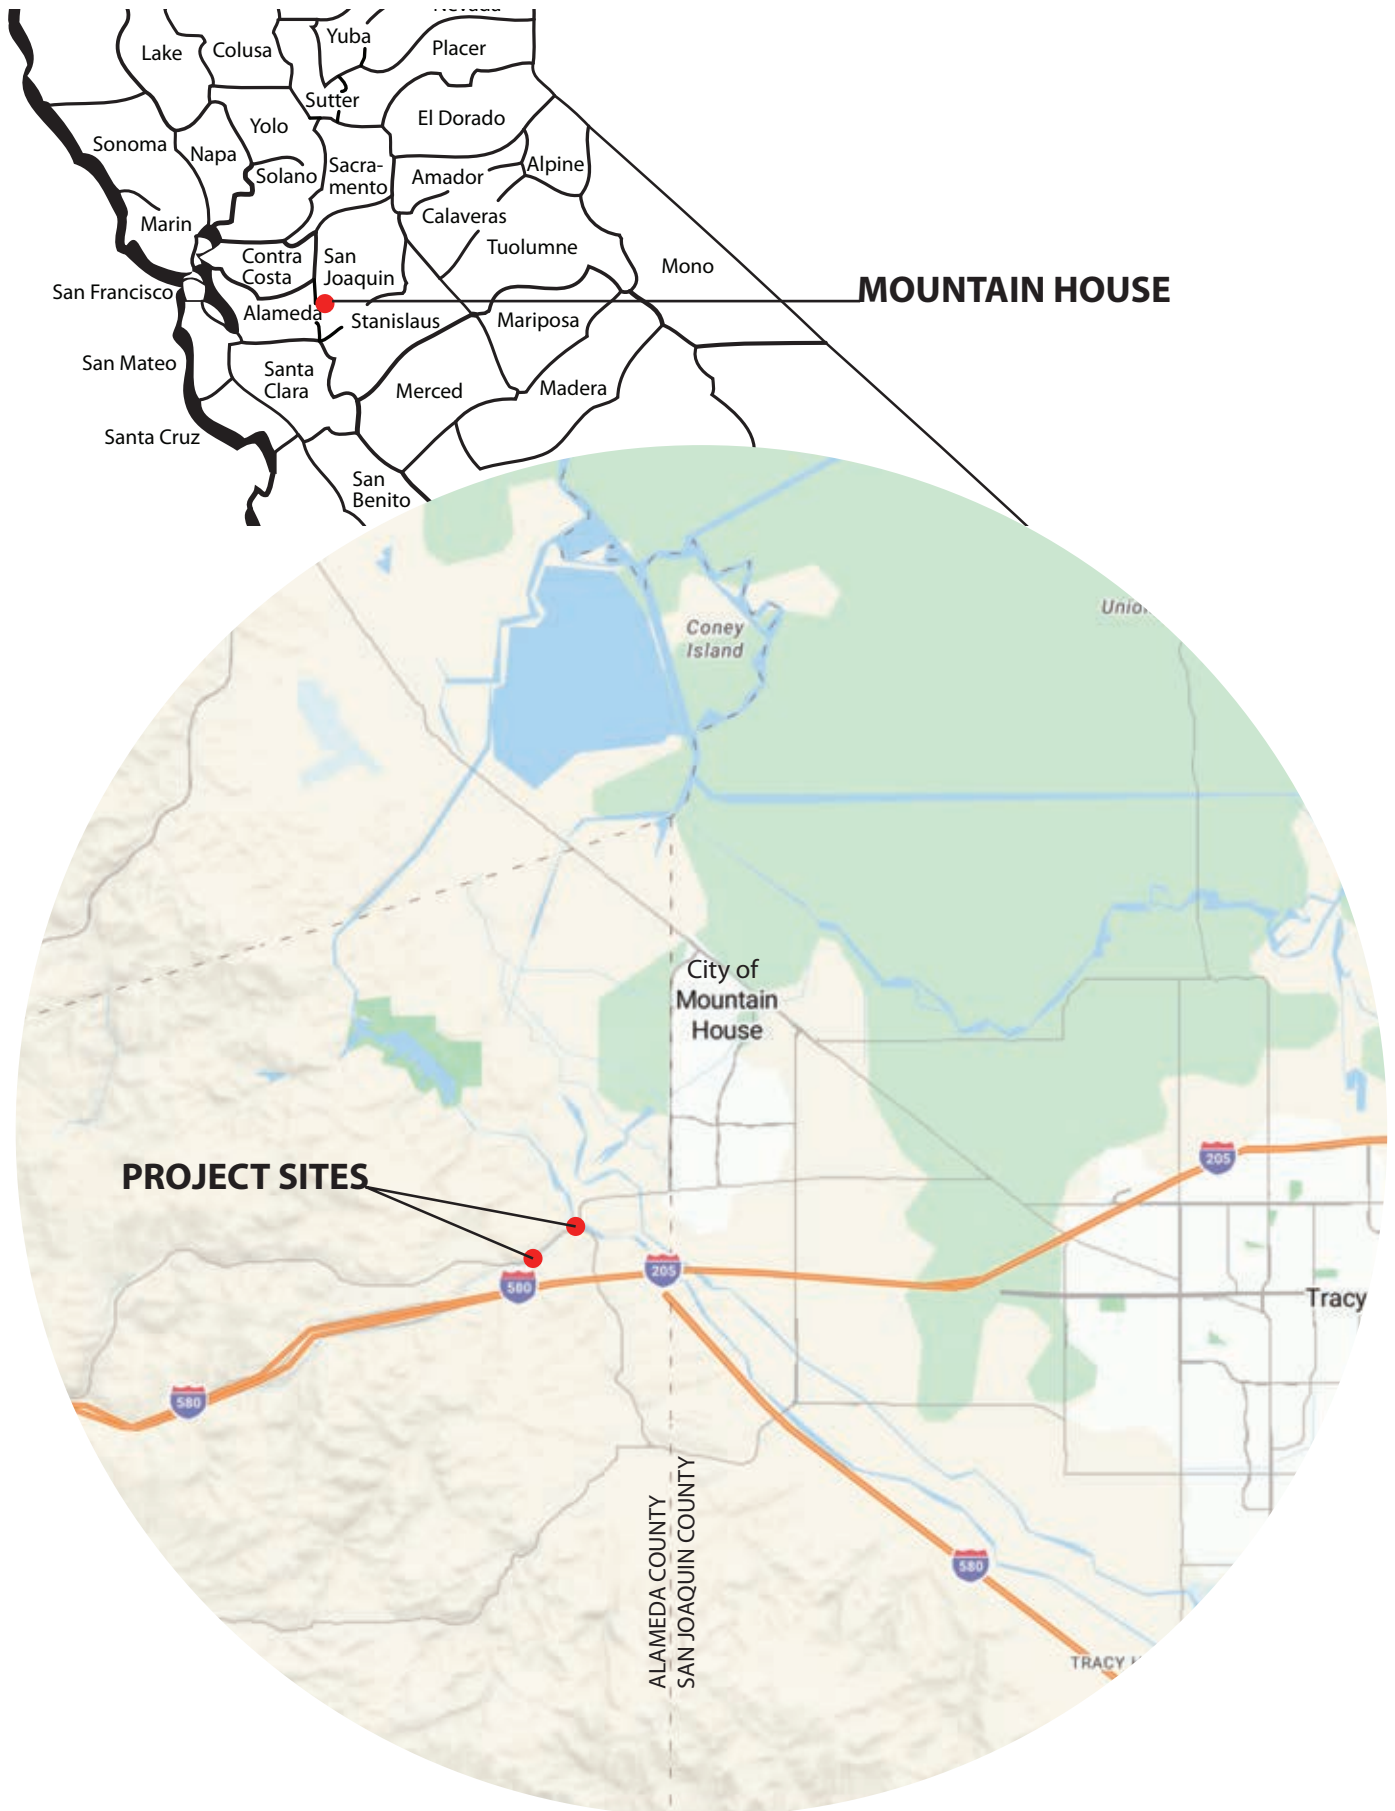 Yuba
Placer
Lake
Colusa
Sutter
El Dorado
Yolo
Sonoma
Napa
Solano
Sacra-
mento
Amador
Alpine
Marin
Calaveras
Tuolumne
Contra
Costa
San
Joaquin
Mono
San Francisco
MOUNTAIN HOUSE
Alameda
Stanislaus
Mariposa
San Mateo
Santa
Clara
Merced
Madera
Santa Cruz
San
Benito
Coney
Island
City of
Mountain
House
PROJECT SITES
205
205
580
Tracy
580
ALAMEDA COUNTY
SAN JOAQUIN COUNTY
580
TRACY